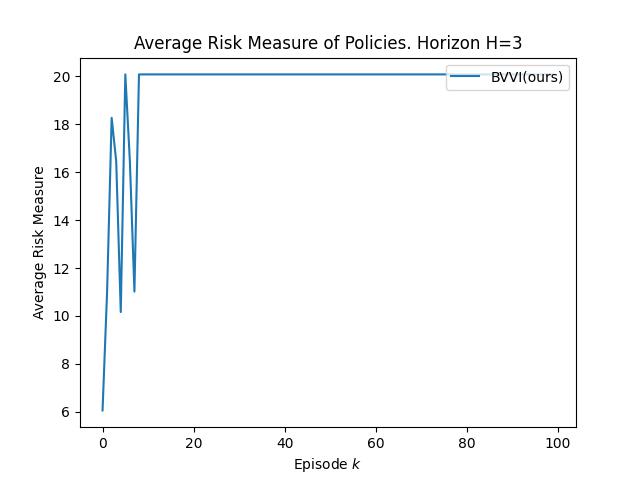 Average Risk Measure of Policies. Horizon H=3
BVVI(ours)
Average Risk Measure
20
18
16
14
12
10
8
6
0 20 40 60 80 100
Episode k